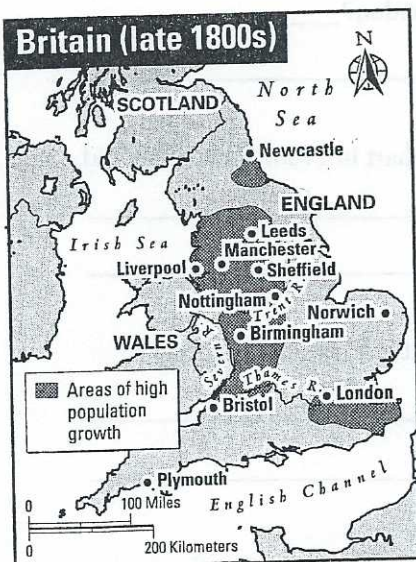 Britain (late 1800s)
N
North
Sea
SCOTLAND
Newcastle
ENGLAND
Leeds
Irish Sea
Manchester
Liverpool
Sheffield
Nottingham
Trent R.
Norwich
WALES
Severn R.
Birmingham
Areas of high
population
growth
Thames R.
London
Bristol
Plymouth
English Channel
0
100 Miles
0
200 Kilometers